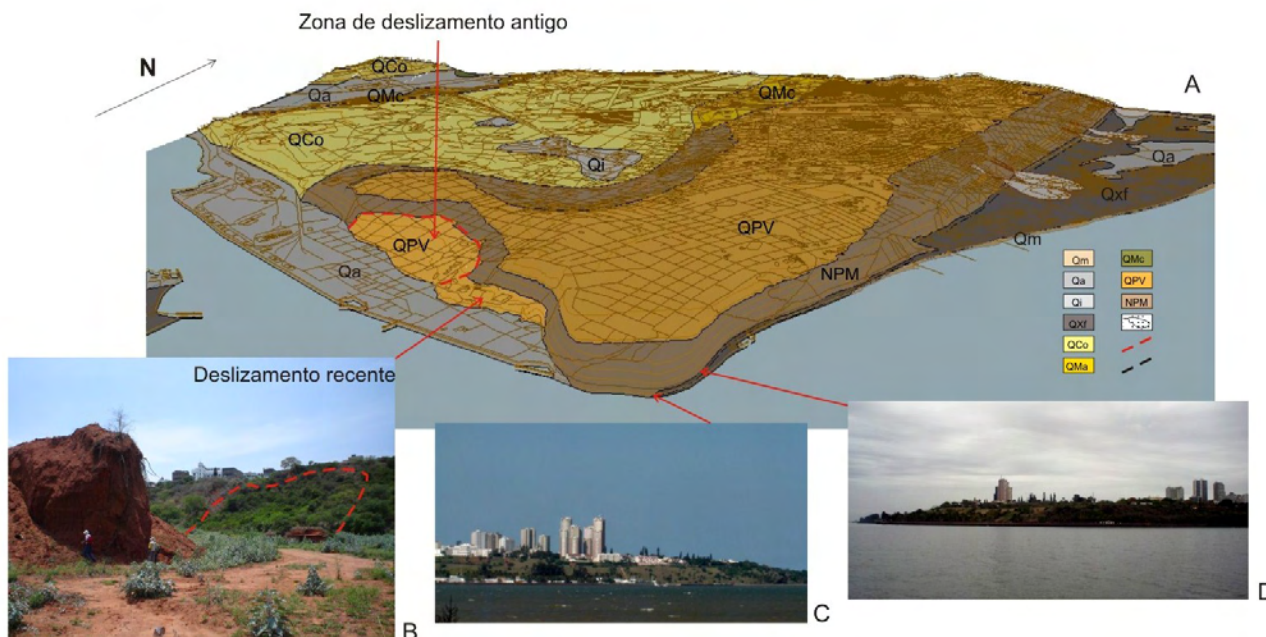 Zona de deslizamento antigo
N
A
QCo
Qa
QMc
QMc
QCo
Qi
Qa
Qxf
QPV
QPV
Qm
Qa
NPM
Qm
QMc
Qa
QPV
Qi
NPM
QXf
QCo
QMa
Deslizamento recente
B
C
D